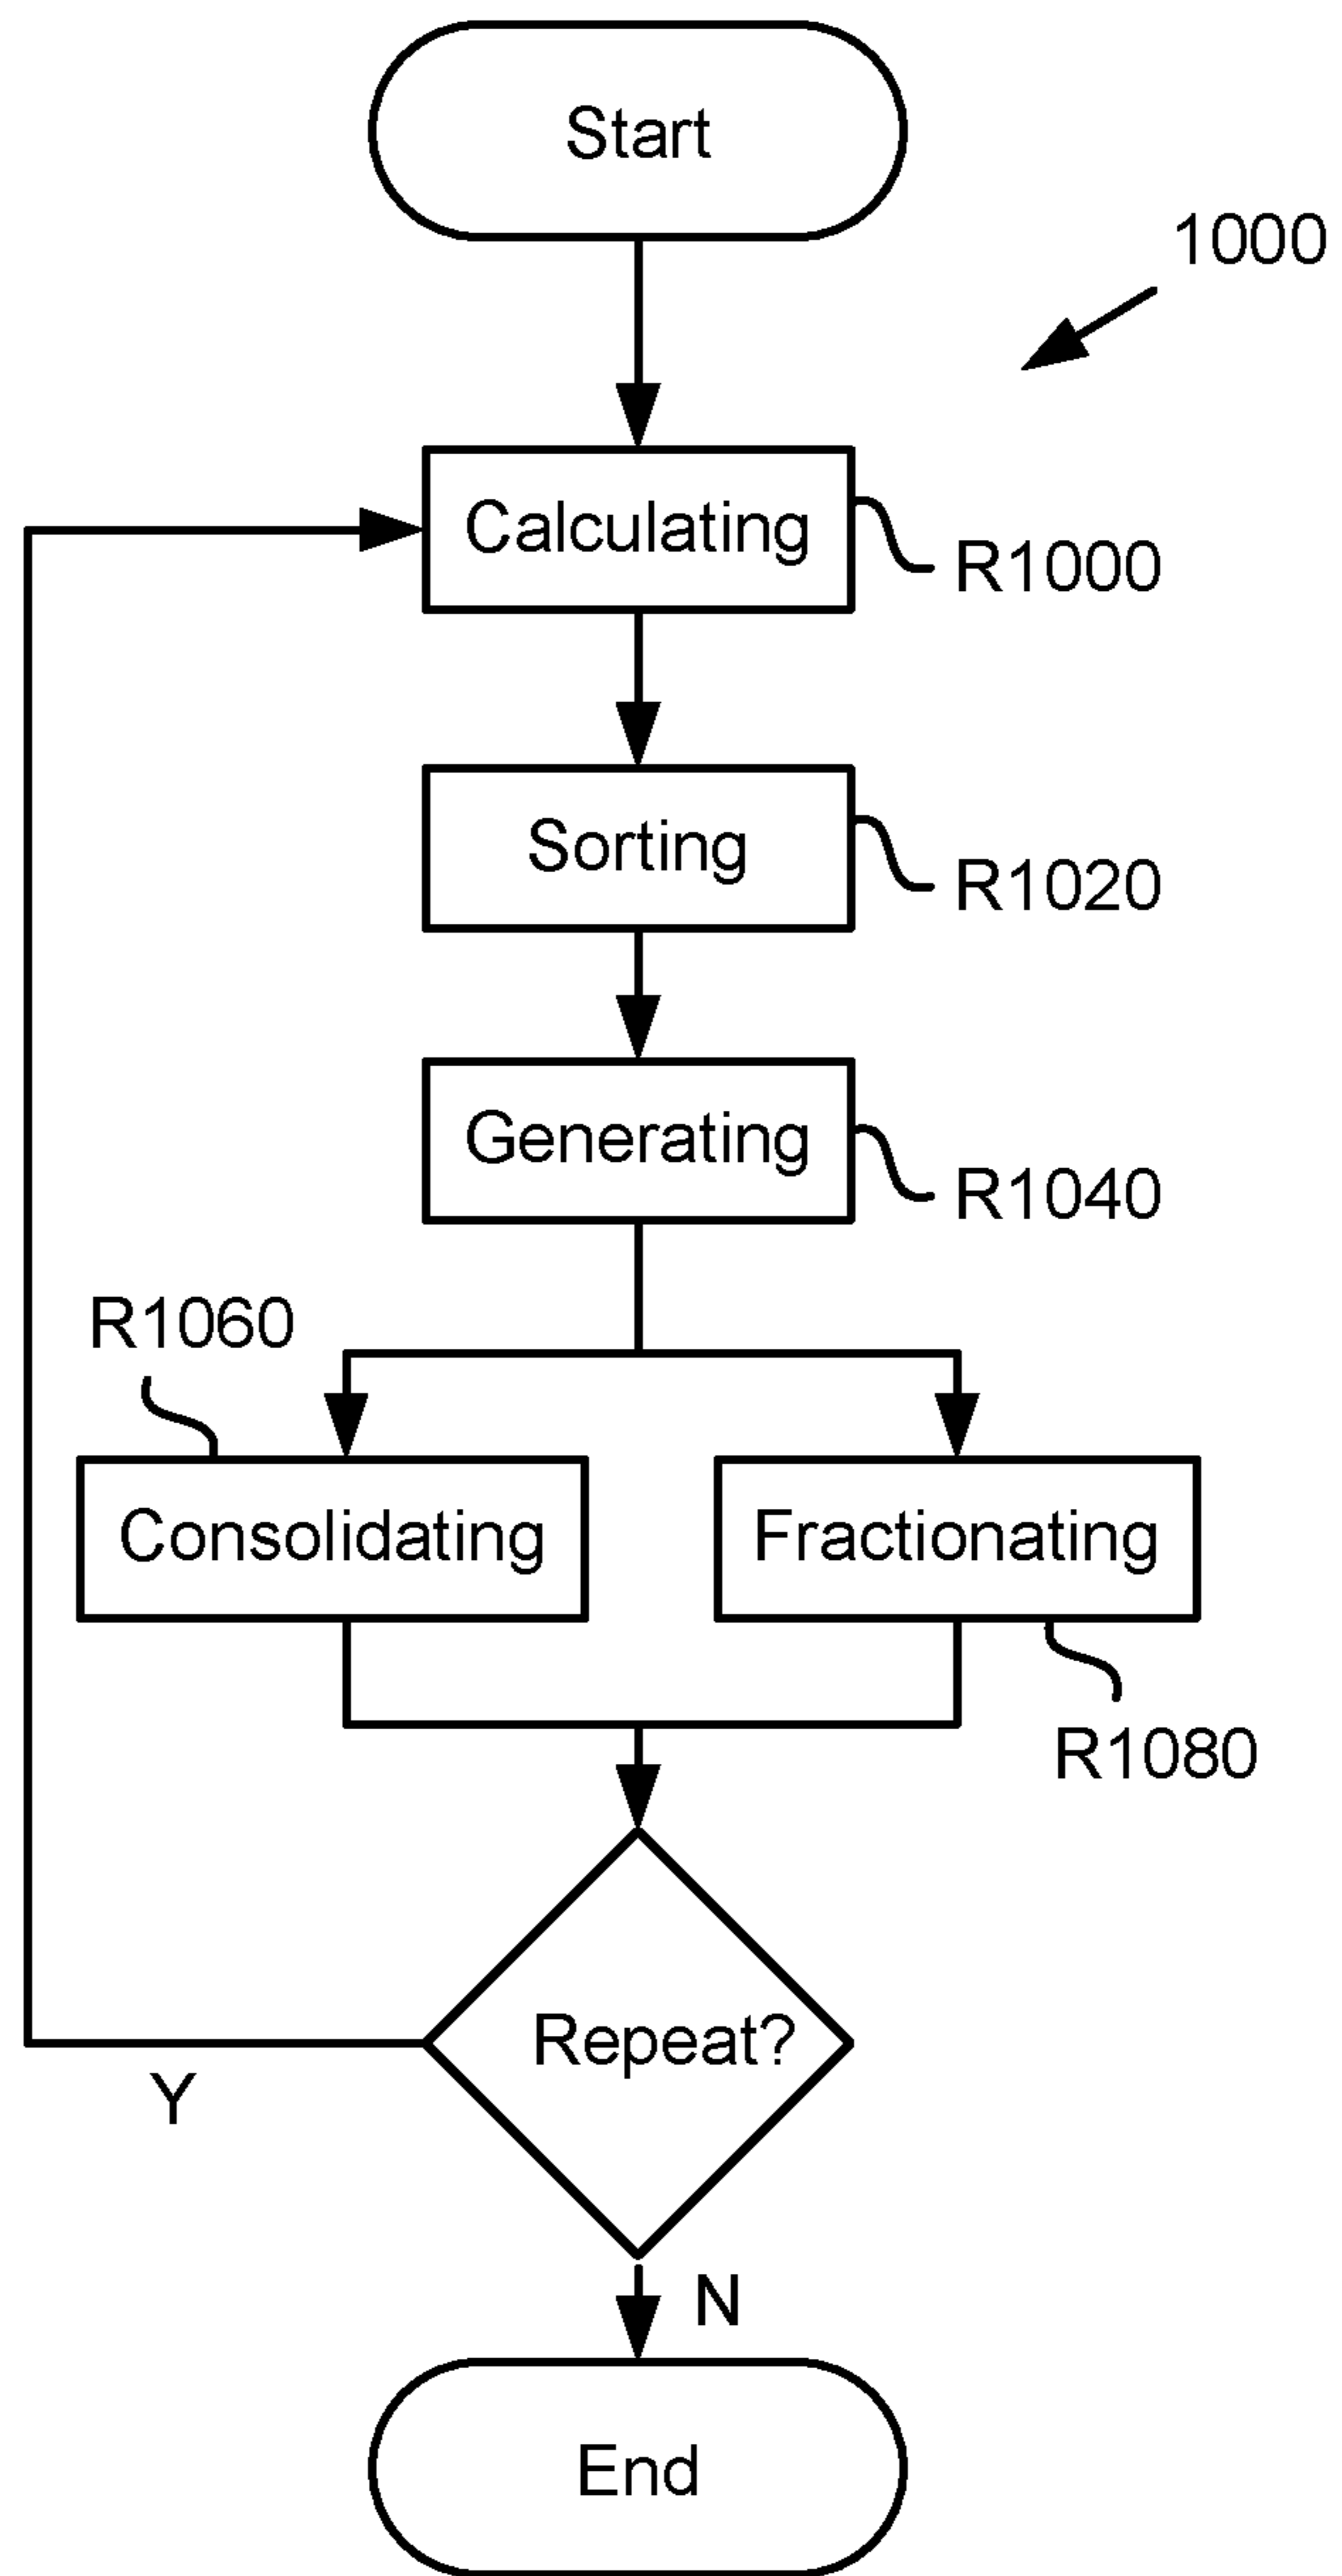 Start
1000
Calculating
R1000
Sorting
R1020
Generating
R1040
R1060
Consolidating
Fractionating
R1080
Repeat?
Y
N
End